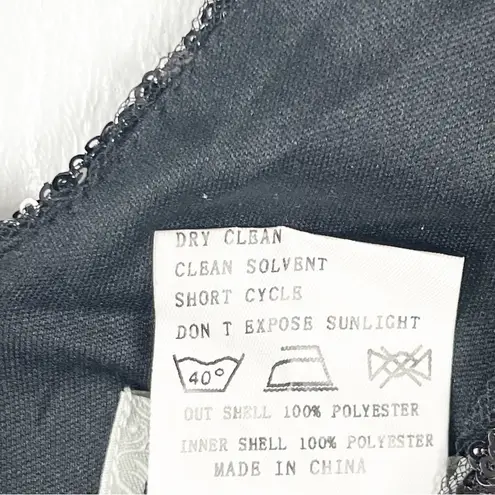 DRY CLEAN
CLEAN SOLVENT
SHORT CYCLE
DON T EXPOSE SUNLIGHT
40°
OUT SHELL 100% POLYESTER
INNER SHELL 100% POLYESTER
MADE IN CHINA